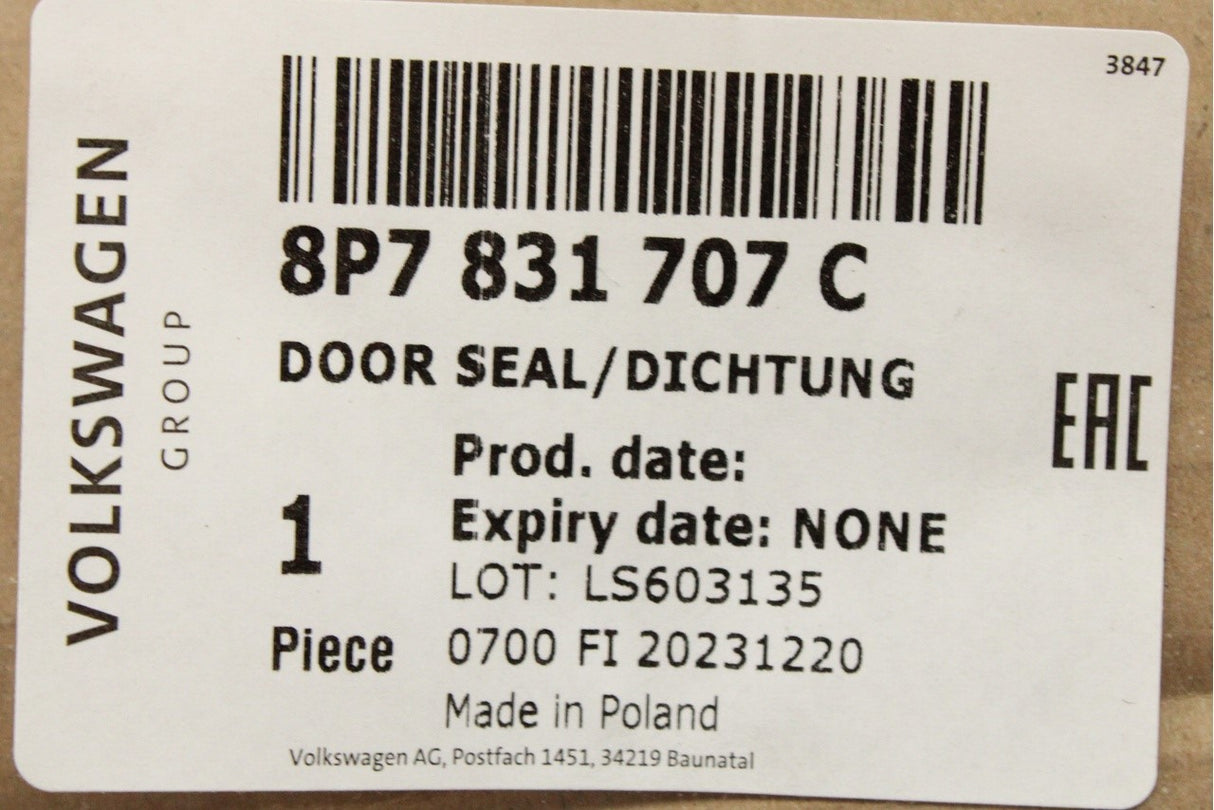 3847
VOLKSWAGEN
GROUP
8P7 831 707 C
DOOR SEAL/DICHTUNG
EAC
Prod. date:
Expiry date: NONE
1
LOT: LS603135
Piece
0700 FI 20231220
Made in Poland
Volkswagen AG, Postfach 1451, 34219 Baunatal